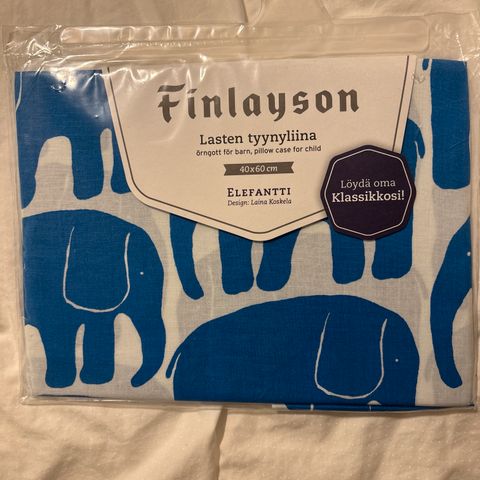 Finlayson
Lasten tyynyliina
örngott för barn, pillow case for child
40x60 cm
ELEFANTTI
Design: Laina Koskela
Löydä oma
Klassikkosi!